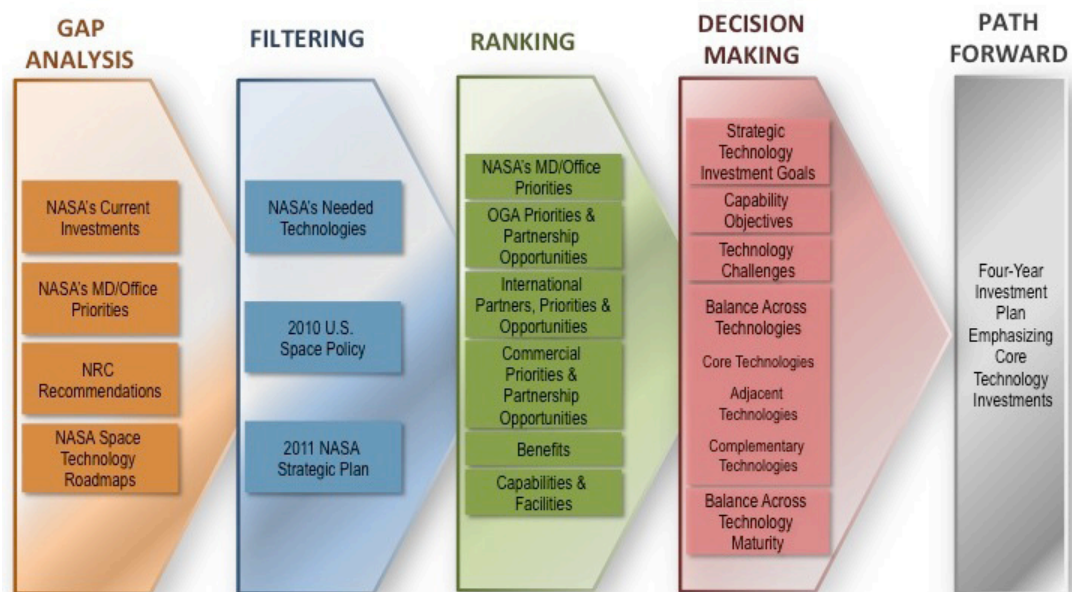 GAP
ANALYSIS
NASA's Current
Investments
NASA's MD/Office
Priorities
NRC
Recommendations
NASA Space
Technology
Roadmaps
FILTERING
NASA's Needed
Technologies
2010 U.S.
Space Policy
2011 NASA
Strategic Plan
RANKING
NASA's MD/Office
Priorities
OGA Priorities &
Partnership
Opportunities
International
Partners, Priorities &
Opportunities
Commercial
Priorities &
Partnership
Opportunities
Benefits
Capabilities &
Facilities
DECISION
MAKING
Strategic
Technology
Investment Goals
Capability
Objectives
Technology
Challenges
Balance Across
Technologies
Core Technologies
Adjacent
Technologies
Complementary
Technologies
Balance Across
Technology
Maturity
PATH
FORWARD
Four-Year
Investment
Plan
Emphasizing
Core
Technology
Investments